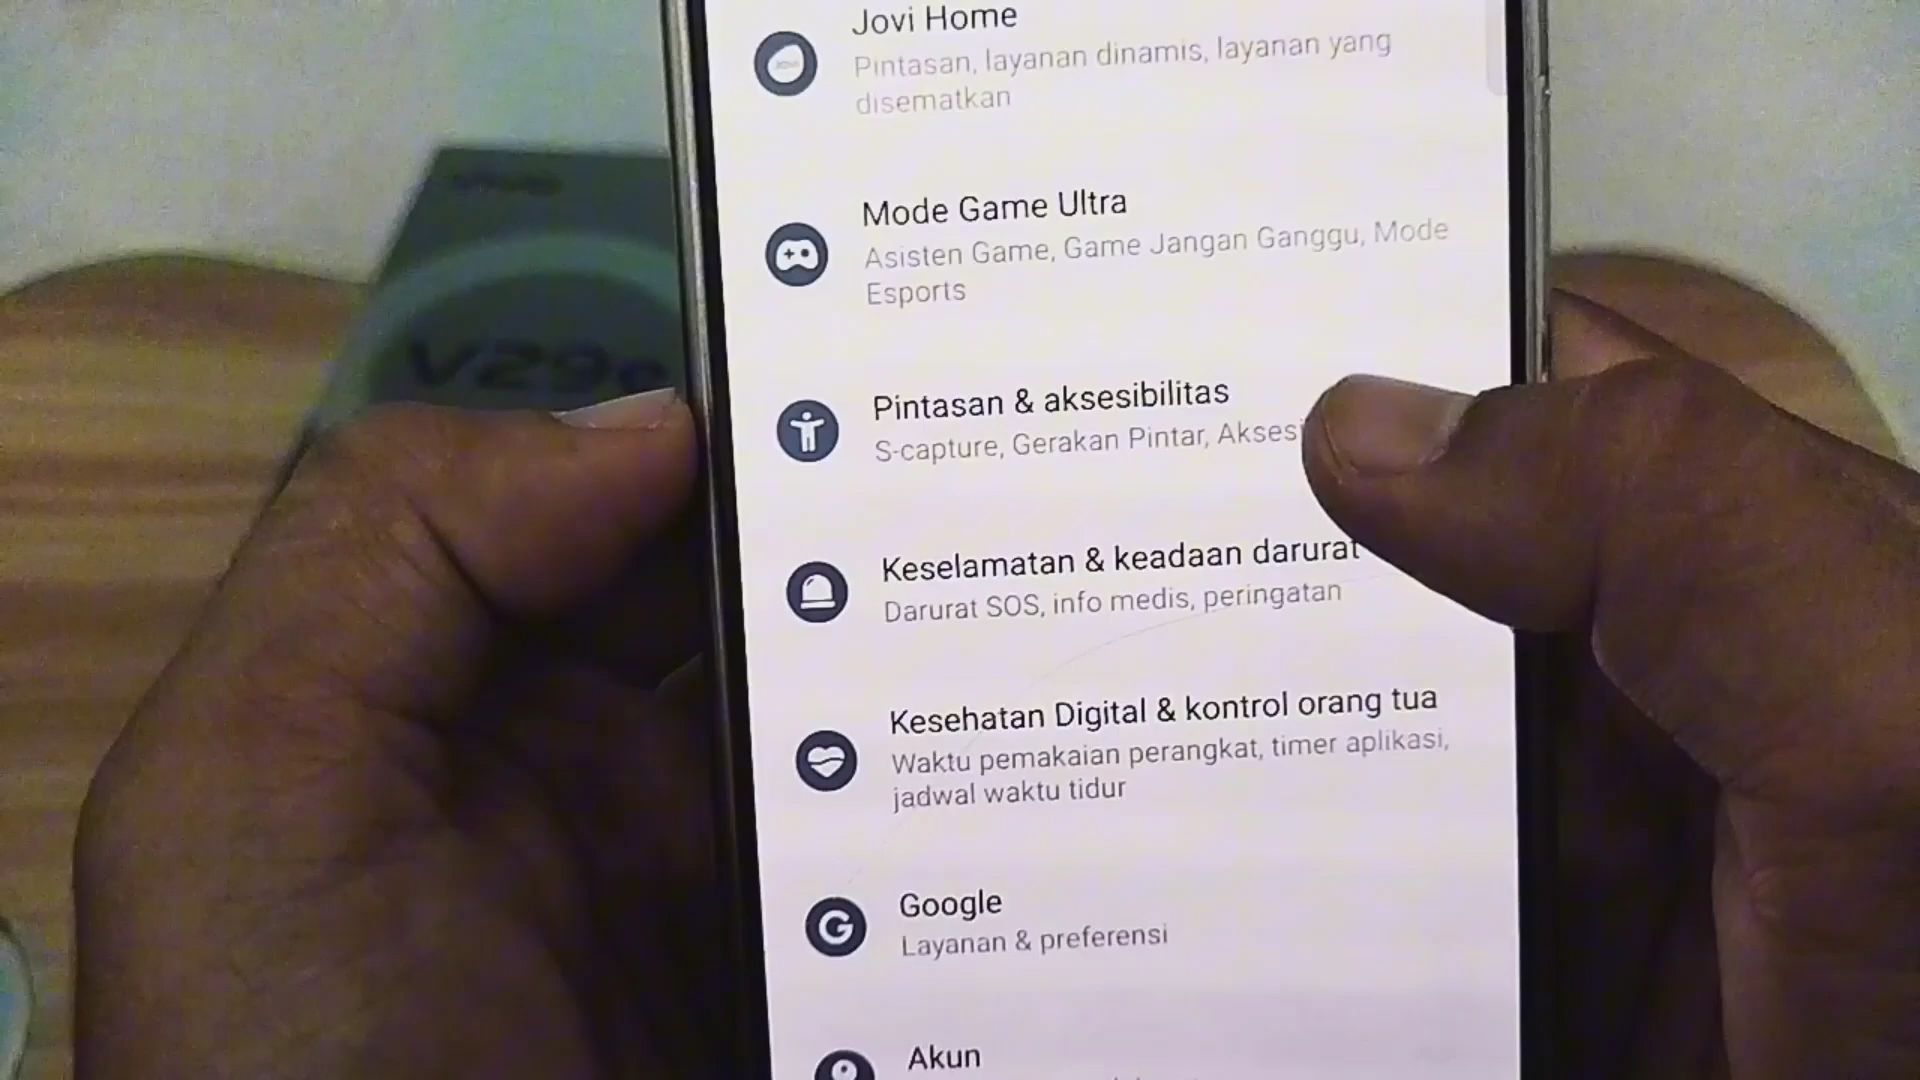 Jovi Home
Pintasan, layanan dinamis, layanan yang
disematkan
Mode Game Ultra
Asisten Game, Game Jangan Ganggu, Mode
Esports
V29e
Pintasan & aksesibilitas
S-capture, Gerakan Pintar, Aksesi
Keselamatan & keadaan darurat
Darurat SOS, info medis, peringatan
Kesehatan Digital & kontrol orang tua
Waktu pemakaian perangkat, timer aplikasi,
jadwal waktu tidur
Google
Layanan & preferensi
Akun